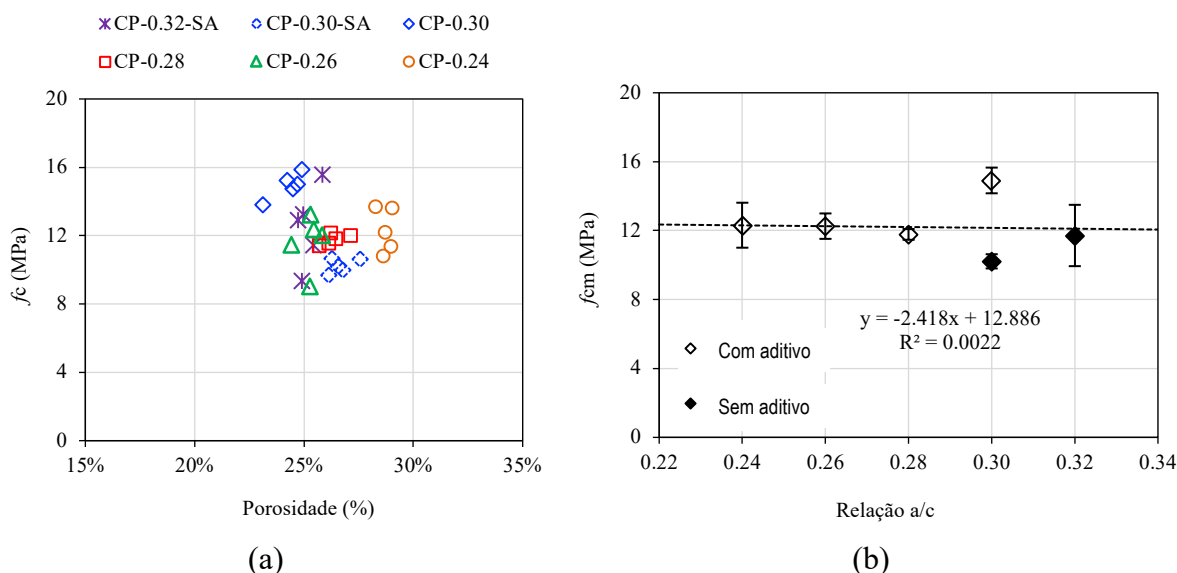 CP-0.32-SA CP-0.30-SA CP-0.30
CP-0.28 CP-0.26 CP-0.24
20
16
12
8
4
0
fc (MPa)
15% 20% 25% 30% 35%
Porosidade (%)
(a)
20
16
12
8
4
0
fcm (MPa)
y = -2.418x + 12.886
R² = 0.0022
Com aditivo
Sem aditivo
0.22 0.24 0.26 0.28 0.30 0.32 0.34
Relação a/c
(b)